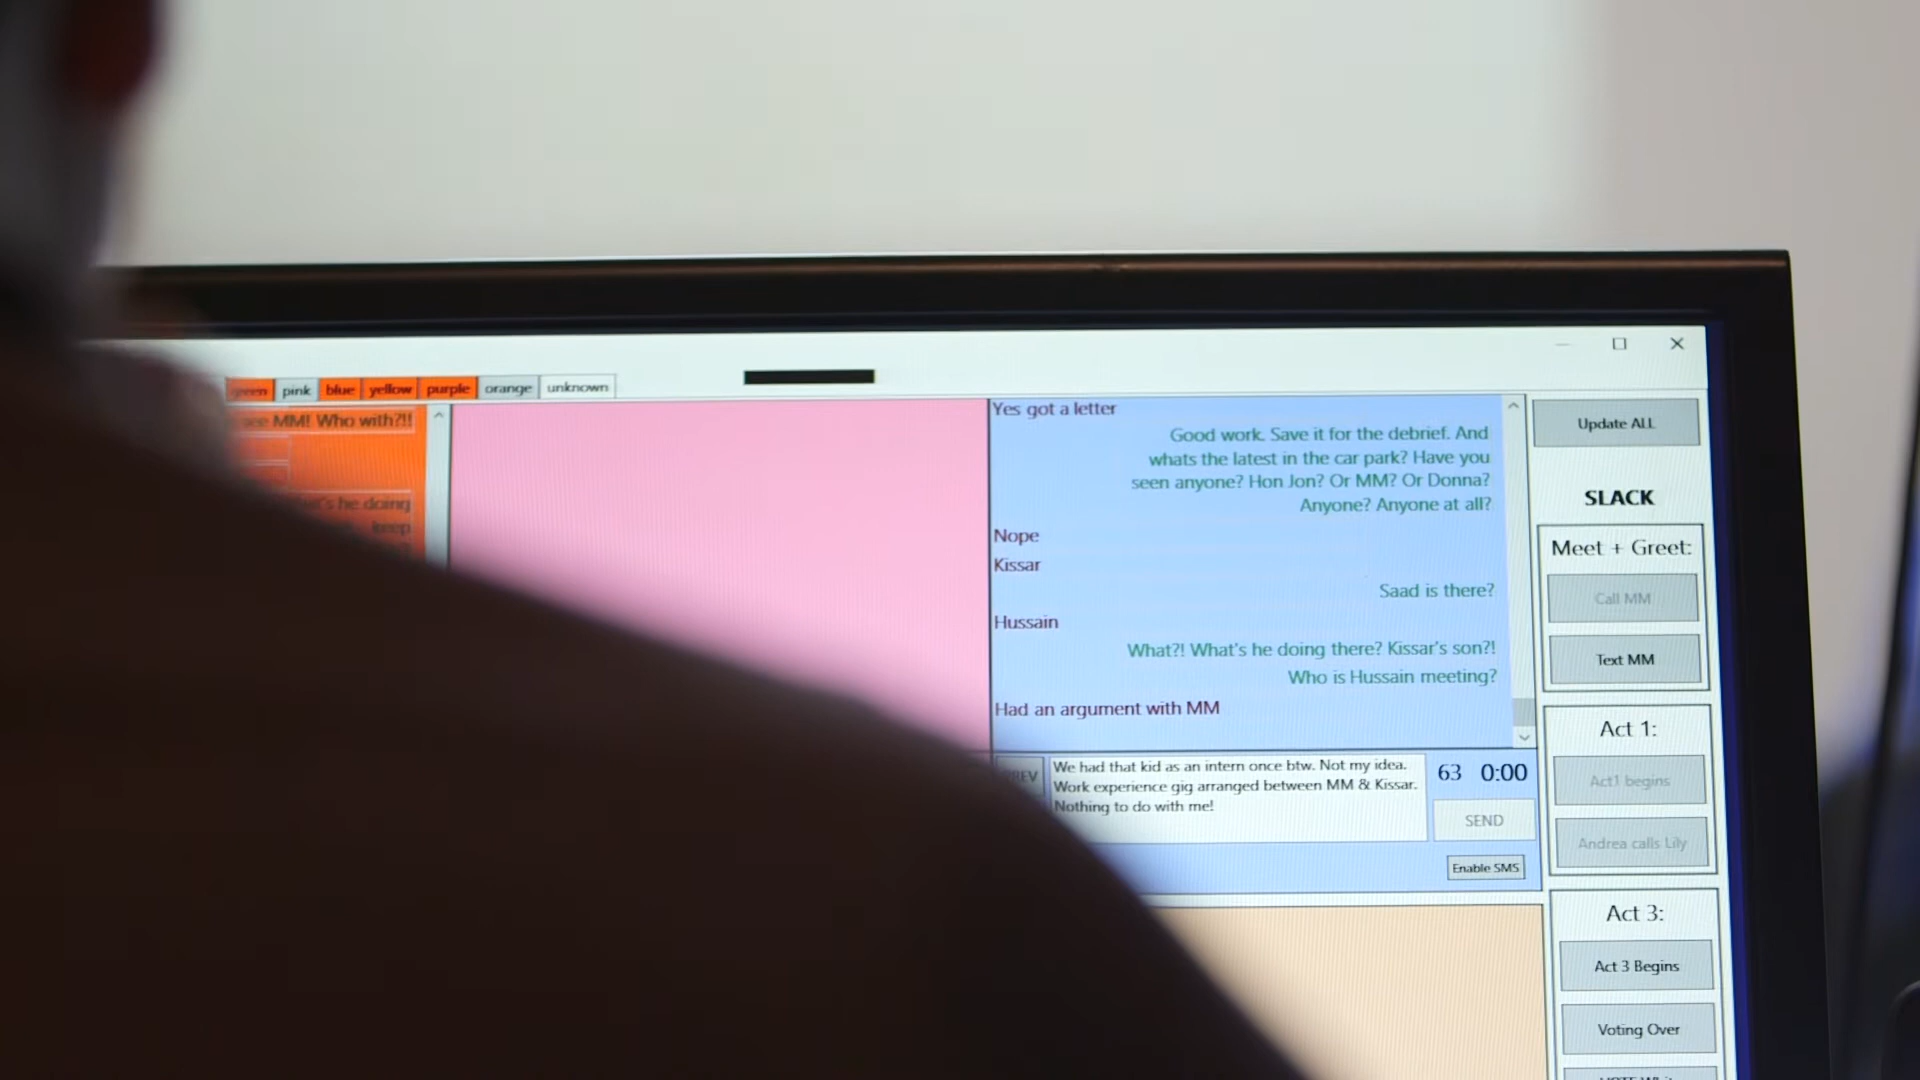 pink blue yellow purple orange unknown
MM! Who with?!!
he doing
keep
Yes got a letter
Good work. Save it for the debrief. And
whats the latest in the car park? Have you
seen anyone? Hon Jon? Or MM? Or Donna?
Anyone? Anyone at all?
Nope
Kissar
Saad is there?
Hussain
What?! What's he doing there? Kissar's son?!
Who is Hussain meeting?
Had an argument with MM
We had that kid as an intern once btw. Not my idea.
Work experience gig arranged between MM & Kissar.
Nothing to do with me!
63 0:00
SEND
Enable SMS
Update ALL
SLACK
Meet + Greet:
Call MM
Text MM
Act 1:
Act1 begins
Andrea calls Lily
Act 3:
Act 3 Begins
Voting Over